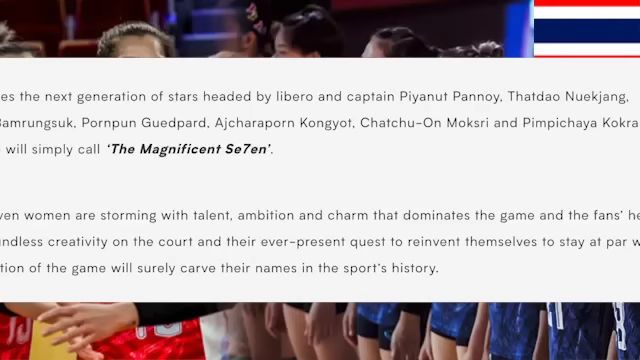 es the next generation of stars headed by libero and captain Piyanut Pannoy, Thatdao Nuekjang,
Bamrungsuk, Pornpun Guedpard, Ajcharaporn Kongyot, Chatchu-On Moksri and Pimpichaya Kokra
will simply call ‘The Magnificent Se7en’.
ven women are storming with talent, ambition and charm that dominates the game and the fans’ he
ndless creativity on the court and their ever-present quest to reinvent themselves to stay at par w
tion of the game will surely carve their names in the sport’s history.